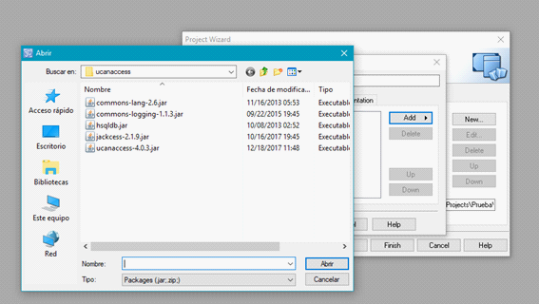 Project Wizard
Abrir
Buscar en: ucanaccess
Nombre Fecha de modifica... Tipo
commons-lang-2.6.jar 11/16/2013 05:53 Executable
commons-logging-1.1.3.jar 09/22/2015 19:45 Executable
hsqldb.jar 10/08/2013 02:52 Executable
jackcess-2.1.9.jar 10/16/2017 19:45 Executable
ucanaccess-4.0.3.jar 12/18/2017 11:48 Executable
Acceso rápido
Escritorio
Bibliotecas
Este equipo
Red
Nombre: Abrir
Tipo: Packages (.jar;.zip;) Cancelar
entation
Add
Delete
Up
Down
Help
New...
Edit...
Delete
Up
Down
Projects\Prueba\
Finish Cancel Help